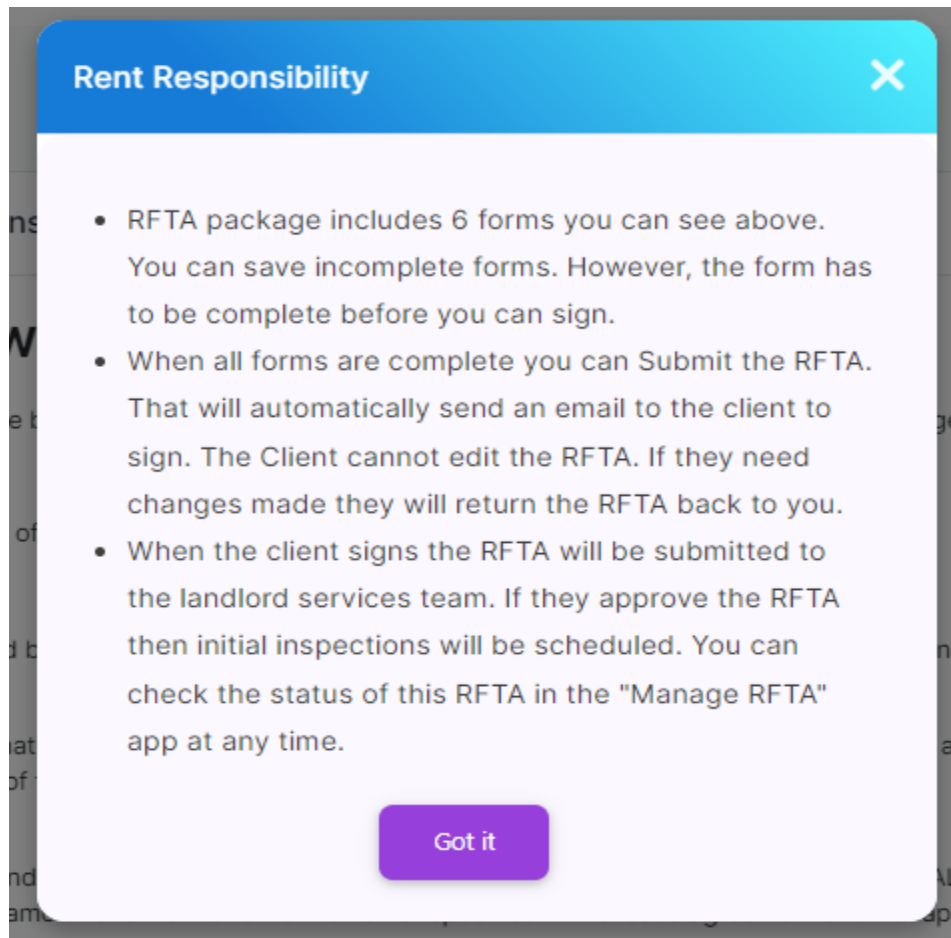 Rent Responsibility
• RFTA package includes 6 forms you can see above.
You can save incomplete forms. However, the form has
to be complete before you can sign.
• When all forms are complete you can Submit the RFTA.
That will automatically send an email to the client to
sign. The Client cannot edit the RFTA. If they need
changes made they will return the RFTA back to you.
• When the client signs the RFTA will be submitted to
the landlord services team. If they approve the RFTA
then initial inspections will be scheduled. You can
check the status of this RFTA in the "Manage RFTA"
app at any time.
Got it